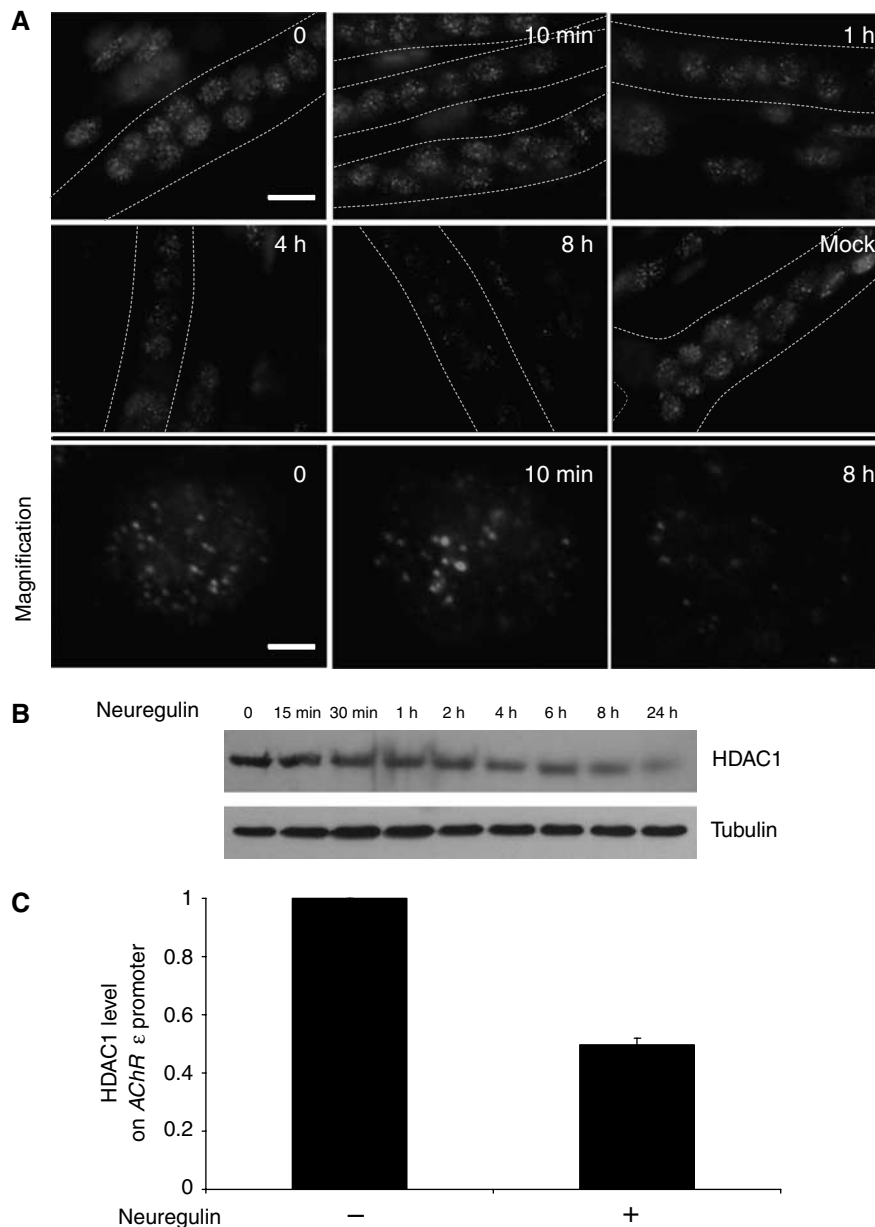 A
0
10 min
1 h
4 h
8 h
Mock
Magnification
0
10 min
8 h
B
Neuregulin 0 15 min 30 min 1 h 2 h 4 h 6 h 8 h 24 h
HDAC1
Tubulin
C
HDAC1 level
on AChR ε promoter
1
0.8
0.6
0.4
0.2
0
Neuregulin − +